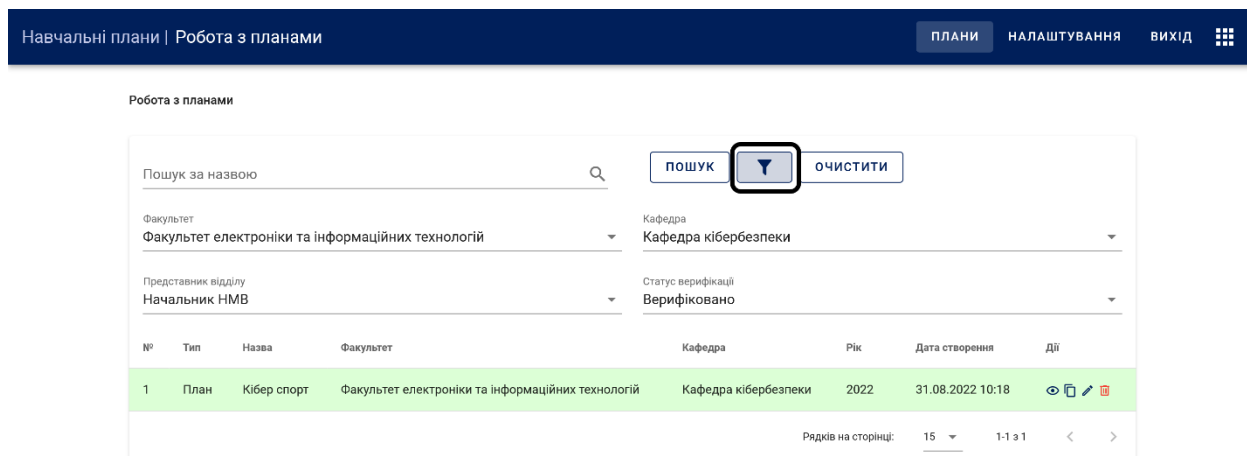 Навчальні плани | Робота з планами ПЛАНИ НАЛАШТУВАННЯ ВИХІД
Робота з планами
Пошук за назвою ПОШУК ОЧИСТИТИ
Факультет Кафедра
Факультет електроніки та інформаційних технологій Кафедра кібербезпеки
Представник відділу Статус верифікації
Начальник НМВ Верифіковано
№ Тип Назва Факультет Кафедра Рік Дата створення Дії
1 План Кібер спорт Факультет електроніки та інформаційних технологій Кафедра кібербезпеки 2022 31.08.2022 10:18
Рядків на сторінці: 15 1-1 з 1